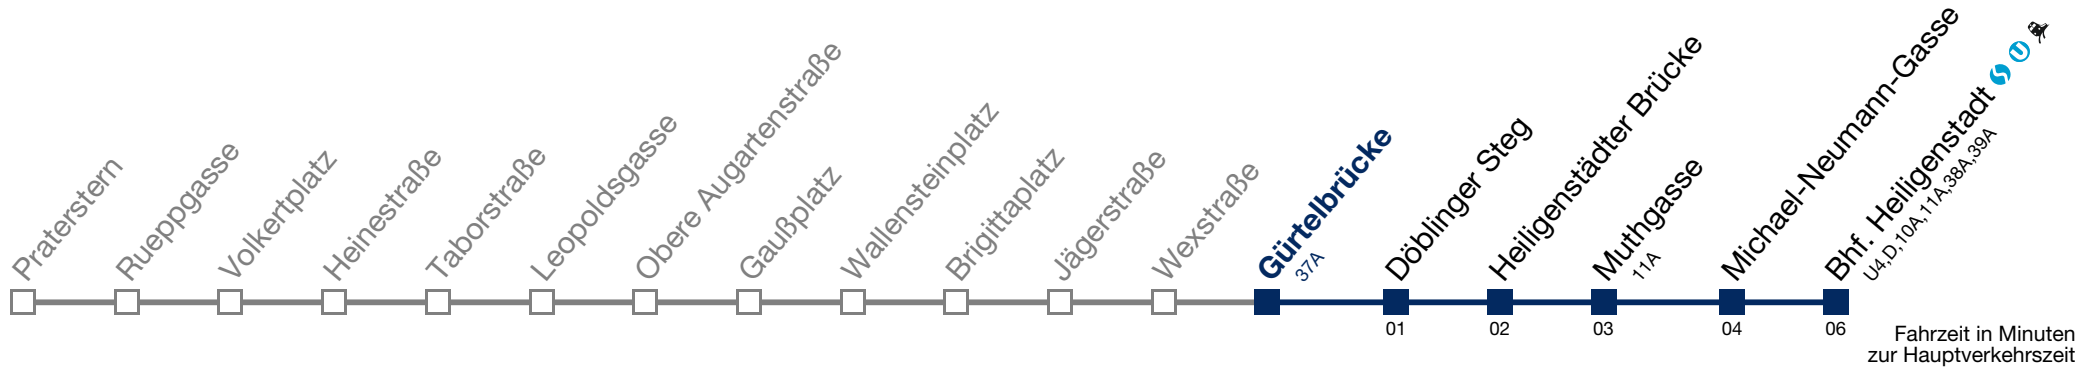 Praterstern
Rueppgasse
Volkertplatz
Heinestraße
Taborstraße
Leopoldsgasse
Obere Augartenstraße
Gaußplatz
Wallensteinplatz
Brigittaplatz
Jägerstraße
Wexstraße
Gürtelbrücke
37A
Döblinger Steg
Heiligenstädter Brücke
Muthgasse
11A
Michael-Neumann-Gasse
Bhf. Heiligenstadt S U
U4,D,10A,11A,38A,39A
01
02
03
04
06
Fahrzeit in Minuten
zur Hauptverkehrszeit